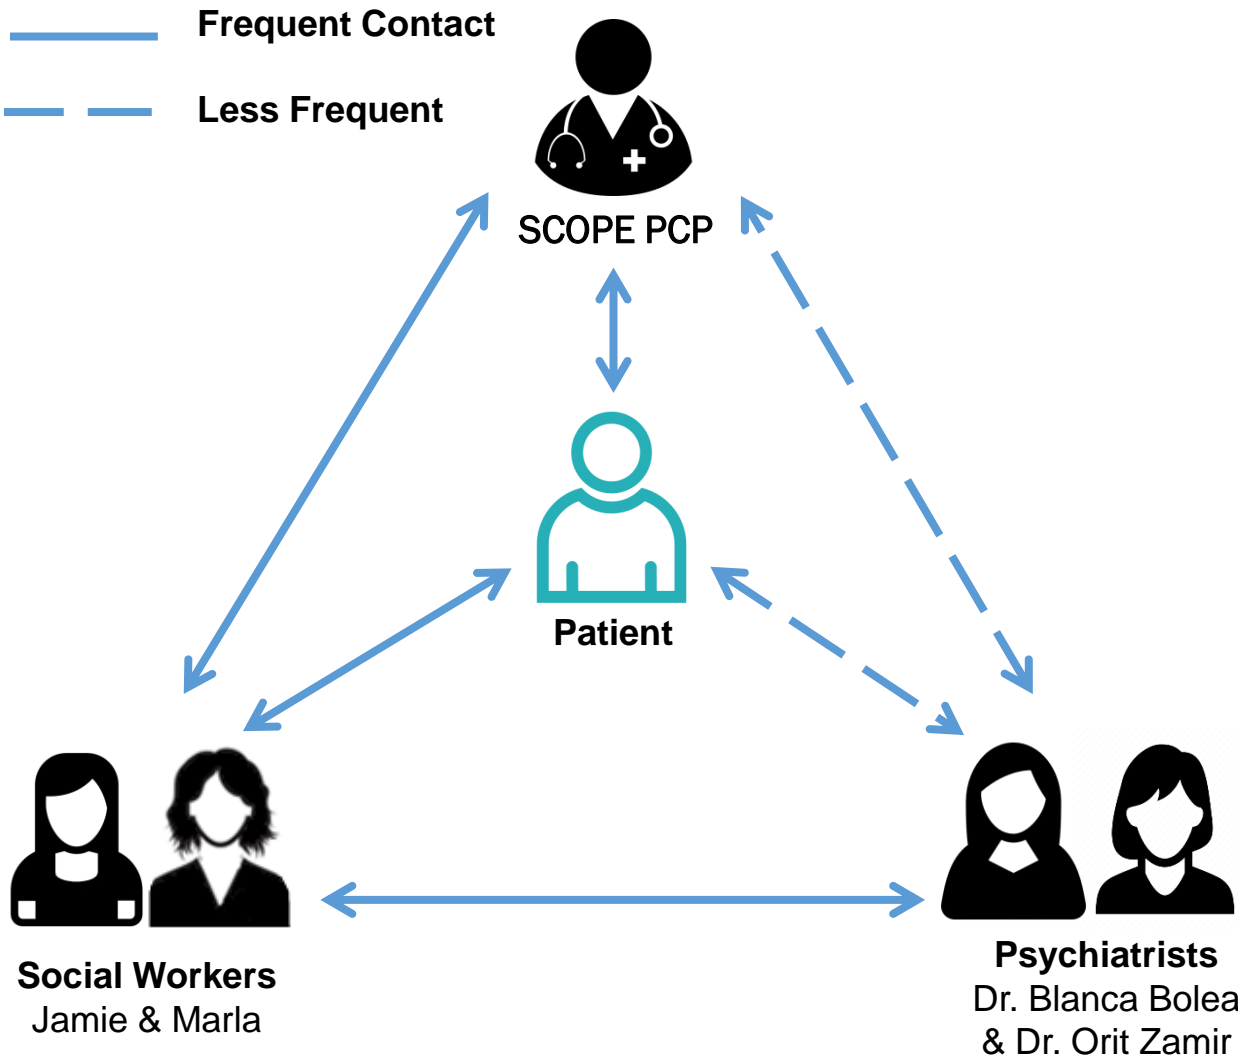 Frequent Contact
Less Frequent
SCOPE PCP
Patient
Social Workers
Jamie & Marla
Psychiatrists
Dr. Blanca Bolea
& Dr. Orit Zamir